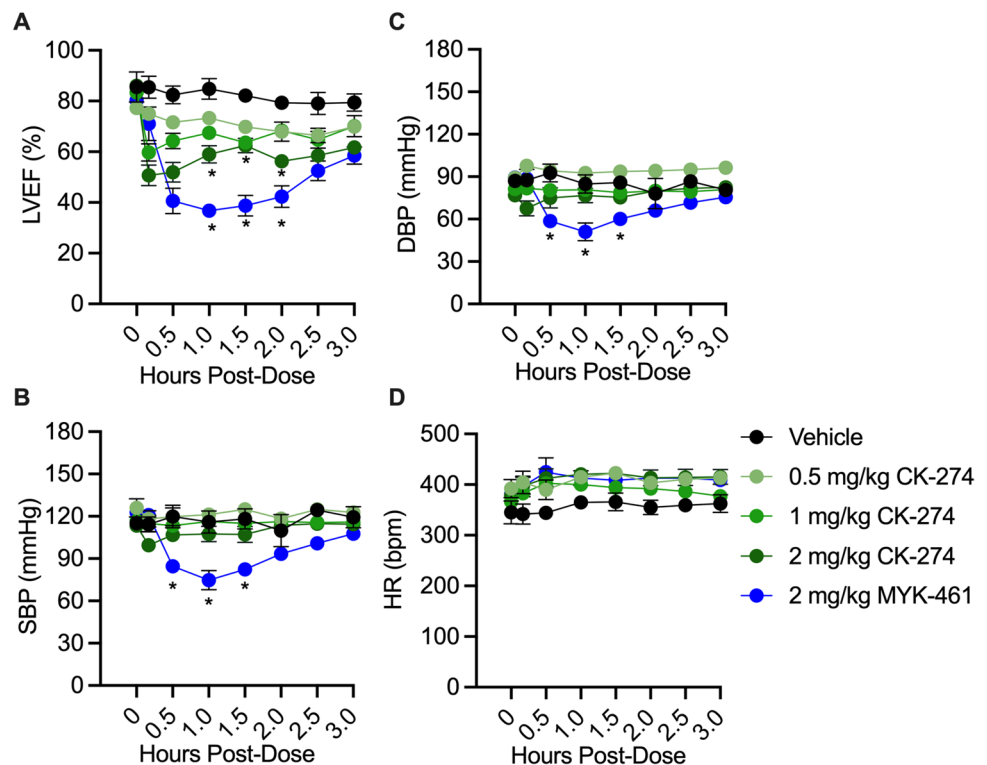 A
100
80
60
40
20
0
LVEF (%)
* * *
* * *
0 0.5 1.0 1.5 2.0 2.5 3.0
Hours Post-Dose
C
180
150
120
90
60
30
0
DBP (mmHg)
* * *
0 0.5 1.0 1.5 2.0 2.5 3.0
Hours Post-Dose
B
180
150
120
90
60
30
0
SBP (mmHg)
* * *
0 0.5 1.0 1.5 2.0 2.5 3.0
Hours Post-Dose
D
500
400
300
200
100
0
HR (bpm)
0 0.5 1.0 1.5 2.0 2.5 3.0
Hours Post-Dose
Vehicle
0.5 mg/kg CK-274
1 mg/kg CK-274
2 mg/kg CK-274
2 mg/kg MYK-461